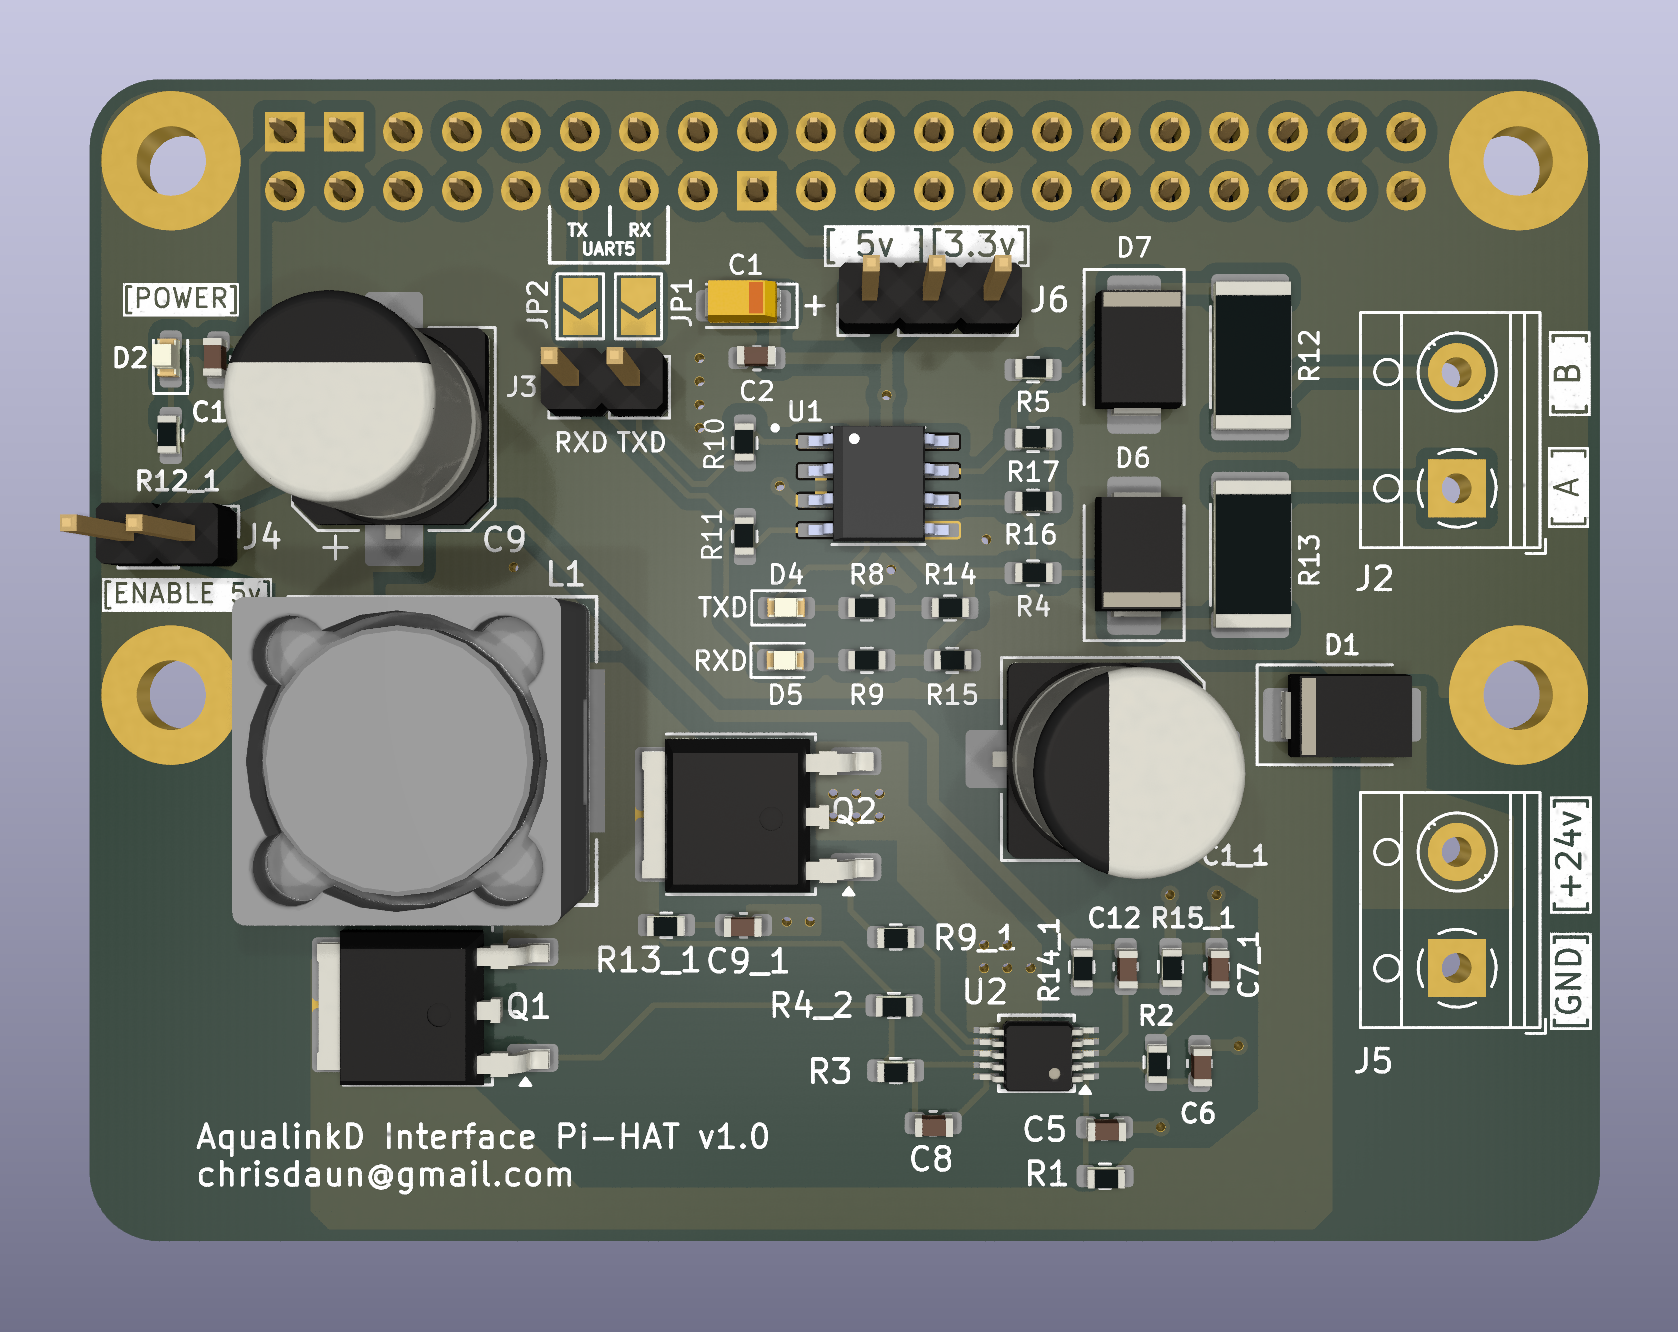 TX RX
UART5
[5v] [3.3v]
D7
C1
+
J6
[POWER]
JP2
JP1
D2
C1
J3
C2
R5
R12
[B]
U1
R10
RXD TXD
R17
D6
R12_1
[A]
J4
+
C9
R11
R16
R13
L1
D4
R8
R14
J2
[ENABLE 5v]
TXD
R4
RXD
D1
D5
R9
R15
Q2
C1_1
[+24v]
C12
R15_1
R9_1
R13_1
C9_1
R14_1
C7_1
[GND]
U2
Q1
R4_2
R2
R3
J5
C6
AqualinkD Interface Pi-HAT v1.0
C5
C8
chrisdaun@gmail.com
R1